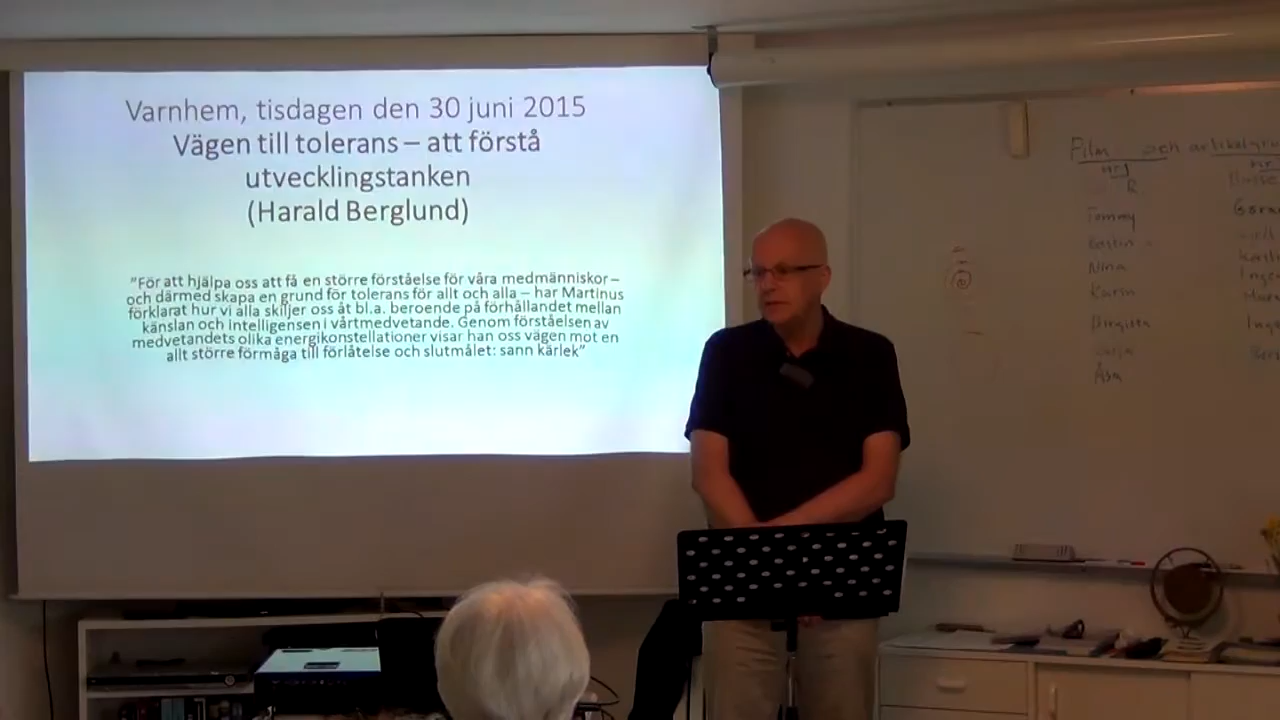 Varnhem, tisdagen den 30 juni 2015
Vägen till tolerans – att förstå
utvecklingstanken
(Harald Berglund)
”För att hjälpa oss att få en större förståelse för våra medmänniskor –
och därmed skapa en grund för tolerans för allt och alla – har Martinus
förklarat hur vi alla skiljer oss åt bl.a. beroende på förhållandet mellan
känslan och intelligensen i vårtmedvetande. Genom förståelsen av
medvetandets olika energikonstellationer visar han oss vägen mot en
allt större förmåga till förlåtelse och slutmålet: sann kärlek”
Film och
Tommy
Nina
Karin
Birgitta
Åsa